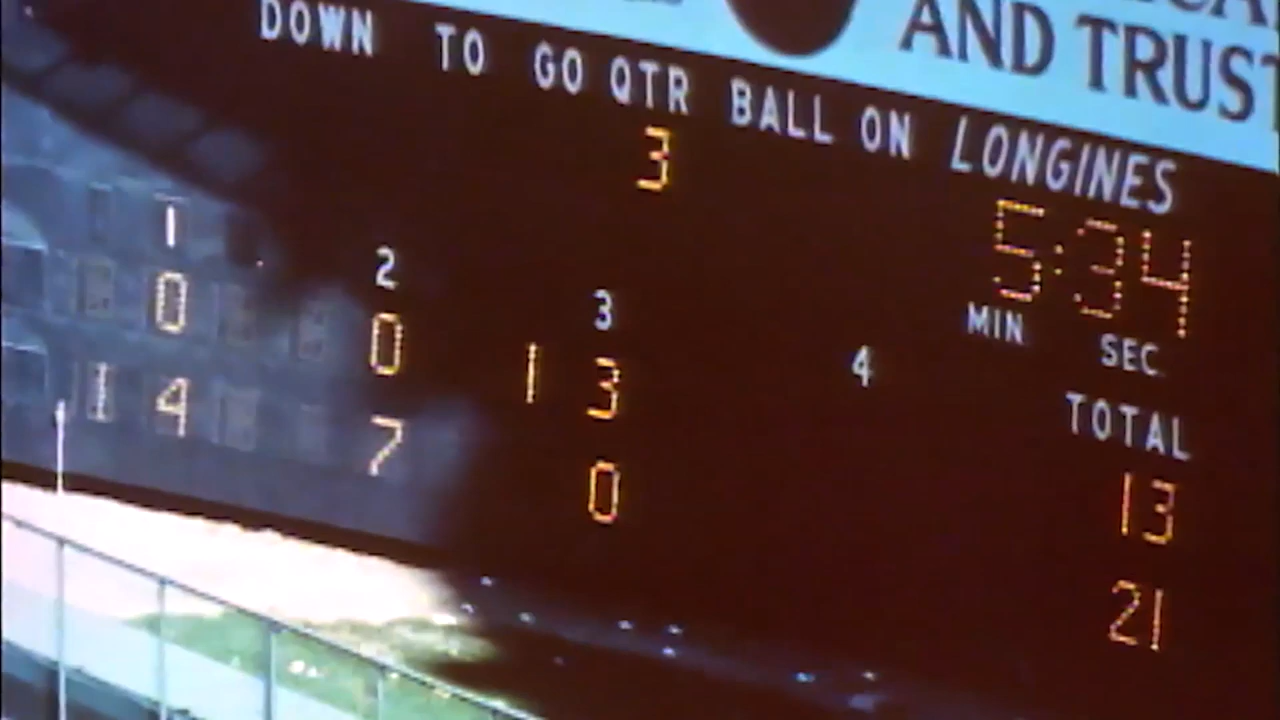 AND TRUST
DOWN TO GO QTR BALL ON LONGINES
3
5:34
MIN SEC
1 2 3 4 TOTAL
0 0 13 13
14 7 0 21